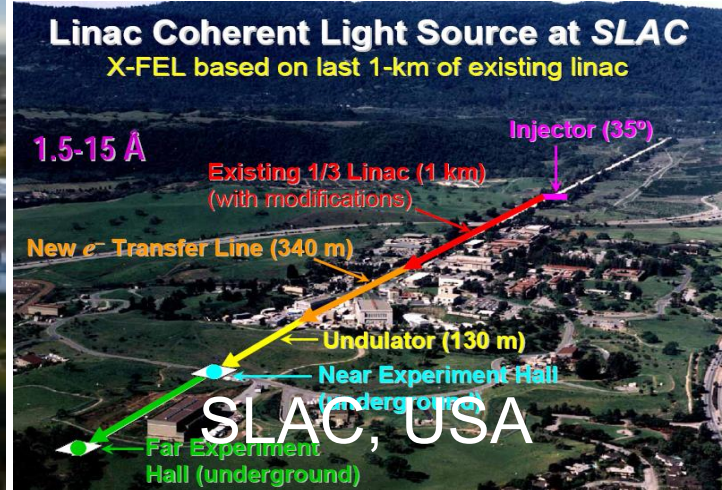 Linac Coherent Light Source at SLAC
X-FEL based on last 1-km of existing linac
Injector (35º)
1.5-15 Å
Existing 1/3 Linac (1 km)
(with modifications)
New e⁻ Transfer Line (340 m)
Undulator (130 m)
Near Experiment Hall
(underground)
SLAC, USA
Far Experiment
Hall (underground)